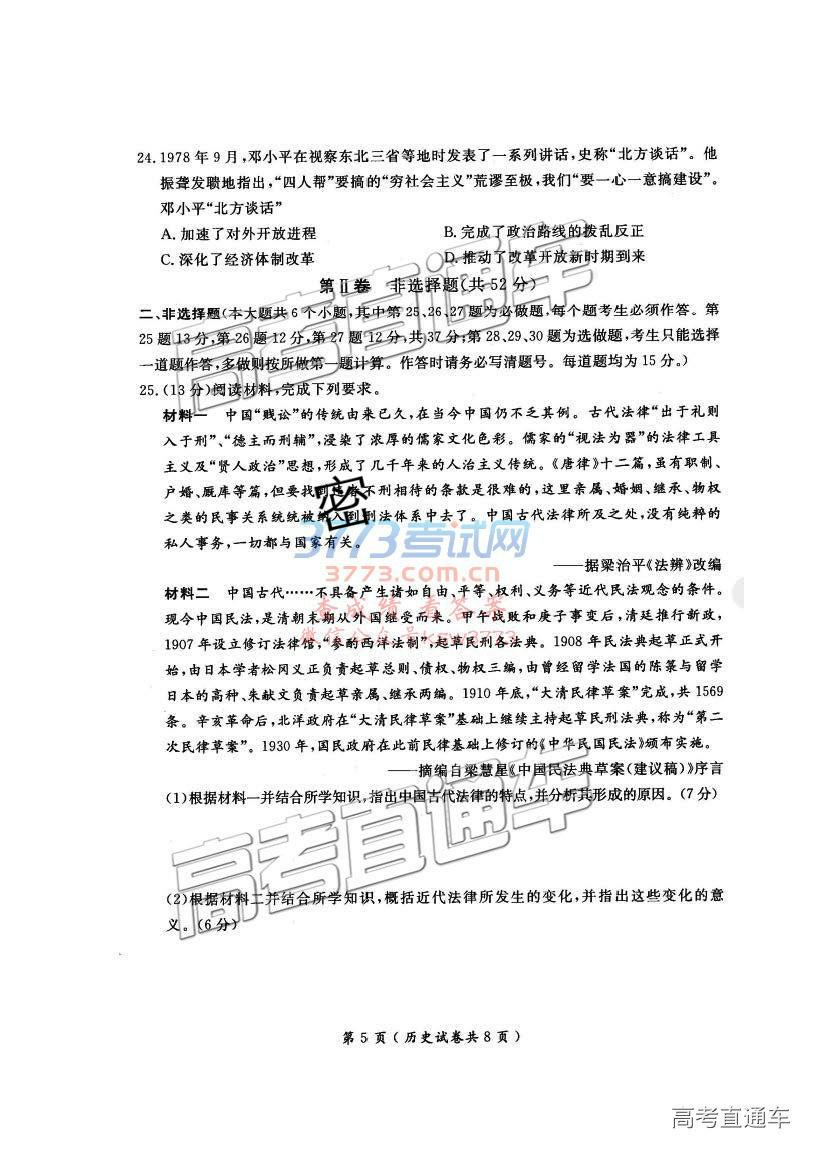 24.1978 年 9 月,邓小平在视察东北三省等地时发表了一系列讲话,史称“北方谈话”。他
振聋发聩地指出,“四人帮”要搞的“穷社会主义”荒谬至极,我们“要一心一意搞建设”。
邓小平“北方谈话”
A. 加速了对外开放进程 B. 完成了政治路线的拨乱反正
C. 深化了经济体制改革 D. 推动了改革开放新时期到来
第Ⅱ卷 非选择题(共 52 分)
二、非选择题(本大题共 6 个小题,其中第 25、26、27 题为必做题,每个题考生必须作答。第
25 题 13 分,第 26 题 12 分,第 27 题 12 分,共 37 分;第 28、29、30 题为选做题,考生只能选择
一道题作答,多做则按所做第一题计算。作答时请务必写清题号。每道题均为 15 分。)
25.(13 分)阅读材料,完成下列要求。
材料一 中国“贱讼”的传统由来已久,在当今中国仍不乏其例。古代法律“出于礼则
入于刑”、“德主而刑辅”,浸染了浓厚的儒家文化色彩。儒家的“视法为器”的法律工具
主义及“贤人政治”思想,形成了几千年来的人治主义传统。《唐律》十二篇,虽有职制、
户婚、厩库等篇,但要找到 不刑相待的条款是很难的,这里亲属、婚姻、继承、物权
之类的民事关系统统被纳入到刑法体系中去了。中国古代法律所及之处,没有纯粹的
私人事务,一切都与国家有关。
密
3773考试网
——据梁治平《法辨》改编
3773.com.cn
材料二 中国古代……不具备产生诸如自由、平等、权利、义务等近代民法观念的条件。
查成绩 看答案
现今中国民法,是清朝末期从外国继受而来。甲午战败和庚子事变后,清廷推行新政,
微信公众号
1907 年设立修订法律馆,“参酌西洋法制”,起草民刑各法典。1908 年民法典起草正式开
始,由日本学者松冈义正负责起草总则、债权、物权三编,由曾经留学法国的陈箓与留学
日本的高种、朱献文负责起草亲属、继承两编。1910 年底,“大清民律草案”完成,共 1569
条。辛亥革命后,北洋政府在“大清民律草案”基础上继续主持起草民刑法典,称为“第二
次民律草案”。1930 年,国民政府在此前民律基础上修订的《中华民国民法》颁布实施。
——摘编自梁慧星《中国民法典草案(建议稿)》序言
(1)根据材料一并结合所学知识,指出中国古代法律的特点,并分析其形成的原因。(7 分)
(2)根据材料二并结合所学知识,概括近代法律所发生的变化,并指出这些变化的意
义。(6 分)
高考直通车
高考直通车
第 5 页(历史试卷共 8 页)
高考直通车